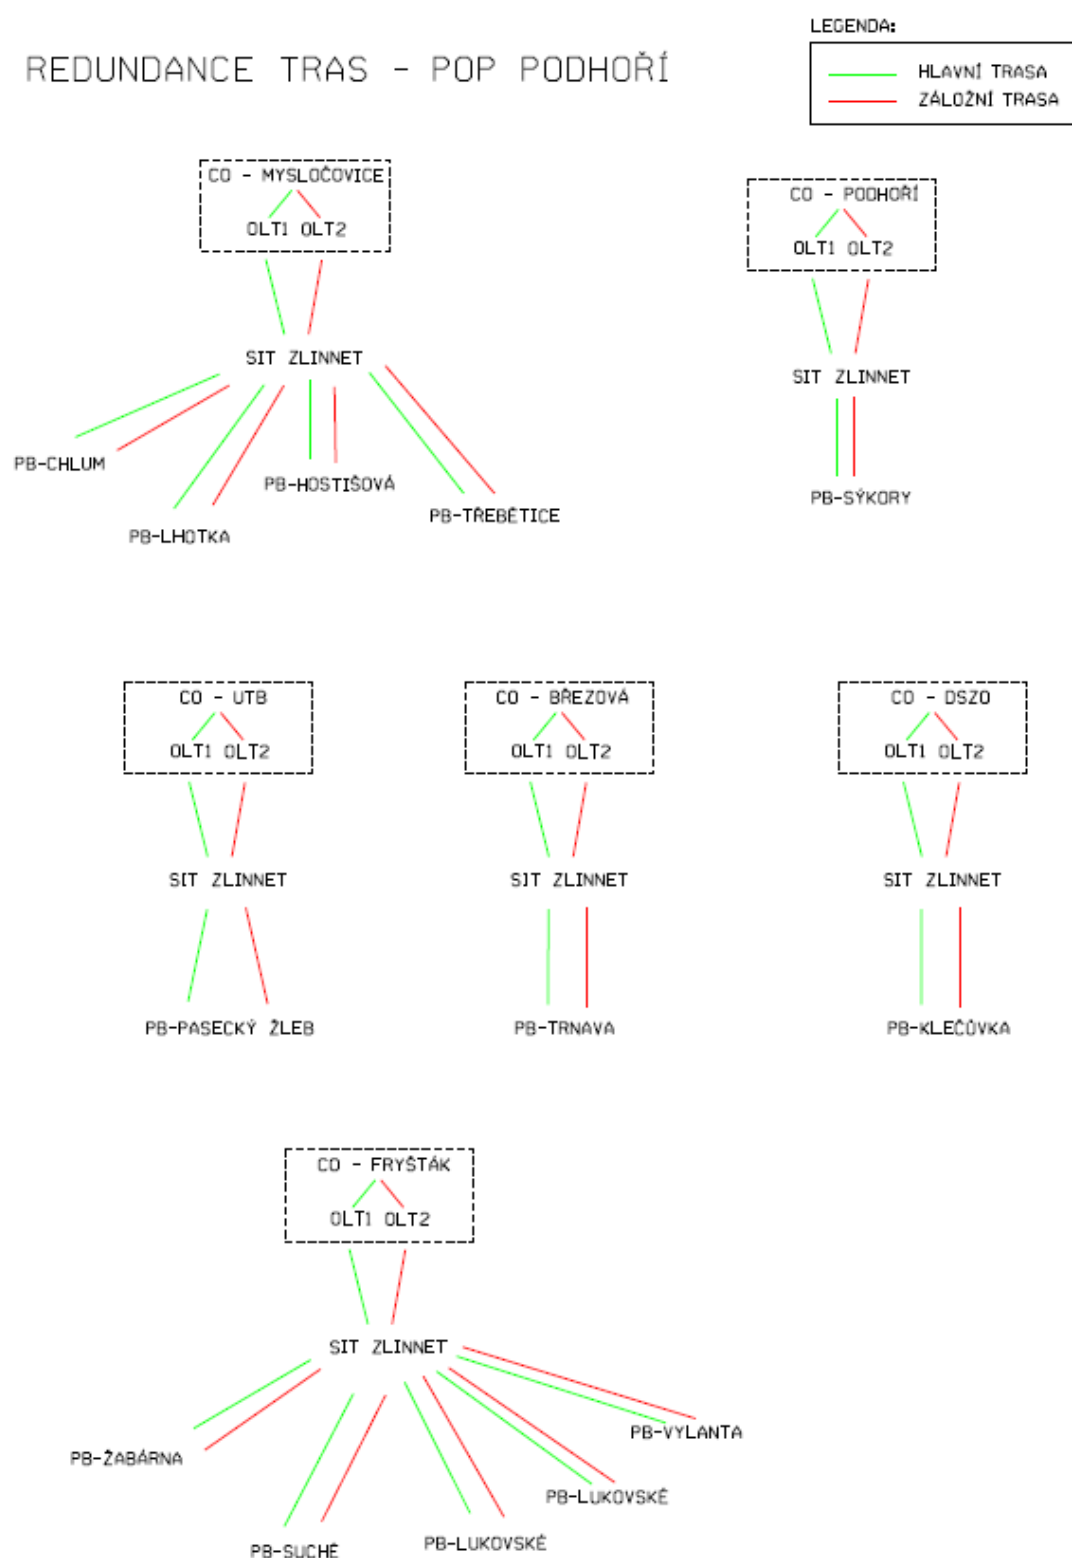 LEGENDA:
REDUNDANCE TRAS - POP PODHOŘÍ
HLAVNÍ TRASA
ZÁLOŽNÍ TRASA
CO - MYSLOČOVICE
OLT1 OLT2
SIT ZLINNET
PB-CHLUM
PB-LHOTKA
PB-HOSTIŠOVÁ
PB-TŘEBĚTICE
CO - PODHOŘÍ
OLT1 OLT2
SIT ZLINNET
PB-SÝKORY
CO - UTB
OLT1 OLT2
SIT ZLINNET
PB-PASECKÝ ŽLEB
CO - BŘEZOVÁ
OLT1 OLT2
SIT ZLINNET
PB-TRNAVA
CO - DSZO
OLT1 OLT2
SIT ZLINNET
PB-KLEČŮVKA
CO - FRYŠTÁK
OLT1 OLT2
SIT ZLINNET
PB-ŽABÁRNA
PB-SUCHÉ
PB-LUKOVSKÉ
PB-LUKOVSKÉ
PB-VYLANTA